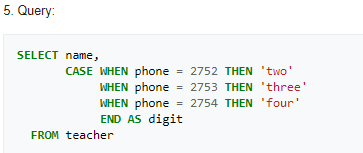 5. Query:
SELECT name,
CASE WHEN phone = 2752 THEN 'two'
WHEN phone = 2753 THEN 'three'
WHEN phone = 2754 THEN 'four'
END AS digit
FROM teacher